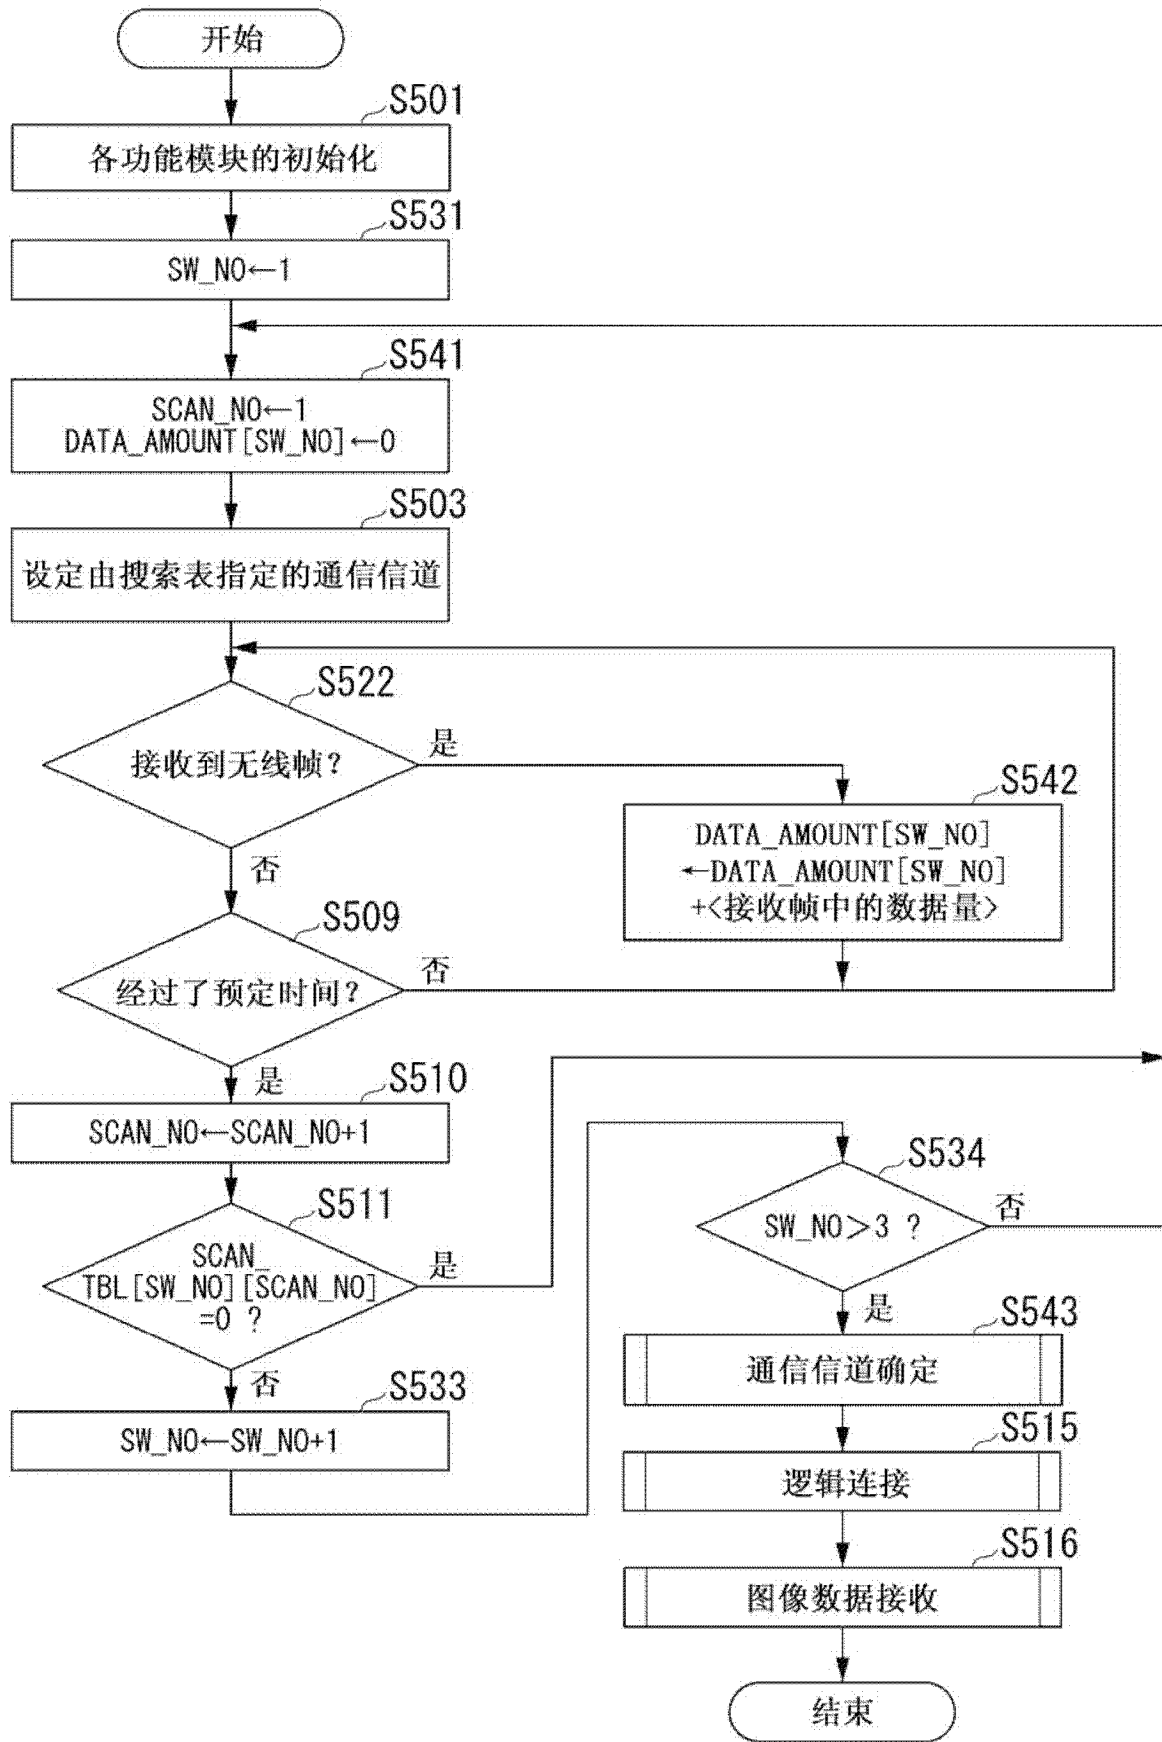 开始
S501
各功能模块的初始化
S531
SW_NO←1
S541
SCAN_NO←1
DATA_AMOUNT[SW_NO]←0
S503
设定由搜索表指定的通信信道
S522
接收到无线帧?
是
否
S542
DATA_AMOUNT[SW_NO]
←DATA_AMOUNT[SW_NO]
+<接收帧中的数据量>
S509
经过了预定时间?
否
是
S510
SCAN_NO←SCAN_NO+1
S511
SCAN_
TBL[SW_NO][SCAN_NO]
=0 ?
是
否
S533
SW_NO←SW_NO+1
S534
SW_NO>3 ?
否
是
S543
通信信道确定
S515
逻辑连接
S516
图像数据接收
结束